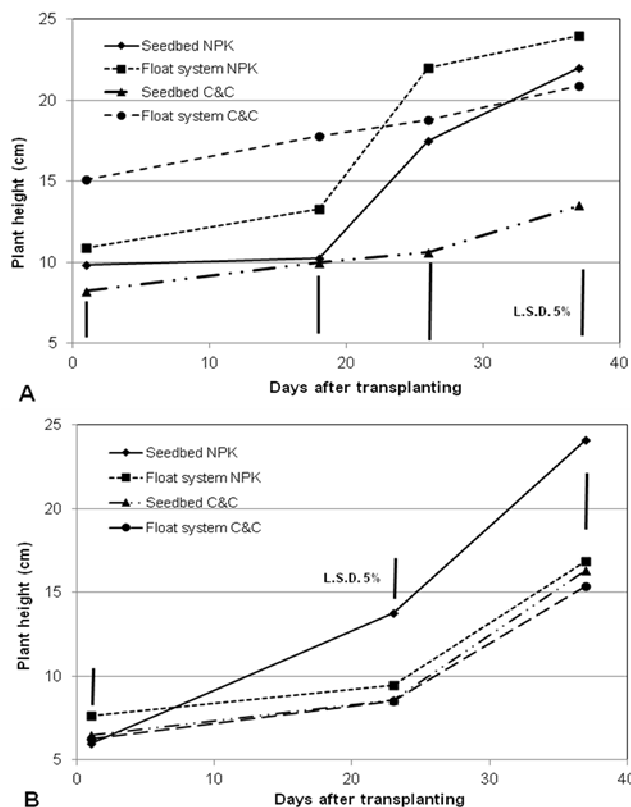 25
Seedbed NPK
Float system NPK
Seedbed C&C
Float system C&C
20
15
10
5
Plant height (cm)
L.S.D. 5%
0 10 20 30 40
Days after transplanting
A
25
Seedbed NPK
Float system NPK
Seedbed C&C
Float system C&C
20
15
10
5
Plant height (cm)
L.S.D. 5%
0 10 20 30 40
Days after transplanting
B